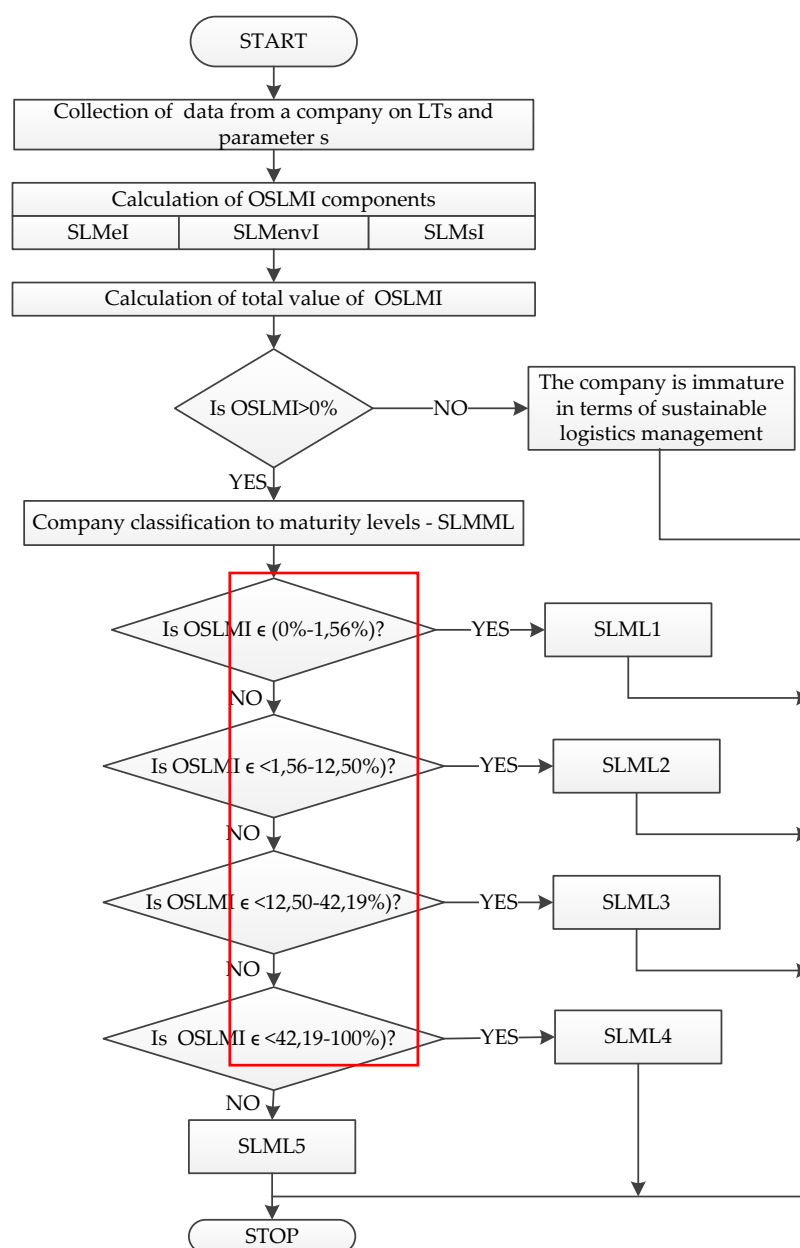 START
Collection of  data from a company on LTs and
parameter s
Calculation of OSLMI components
SLMeI
SLMenvI
SLMsI
Calculation of total value of  OSLMI
Is OSLMI>0%
NO
The company is immature
in terms of sustainable
logistics management
YES
Company classification to maturity levels - SLMML
Is OSLMI ϵ (0%-1,56%)?
YES
SLML1
NO
Is OSLMI ϵ <1,56-12,50%)?
YES
SLML2
NO
Is OSLMI ϵ <12,50-42,19%)?
YES
SLML3
NO
Is  OSLMI ϵ <42,19-100%)?
YES
SLML4
NO
SLML5
STOP